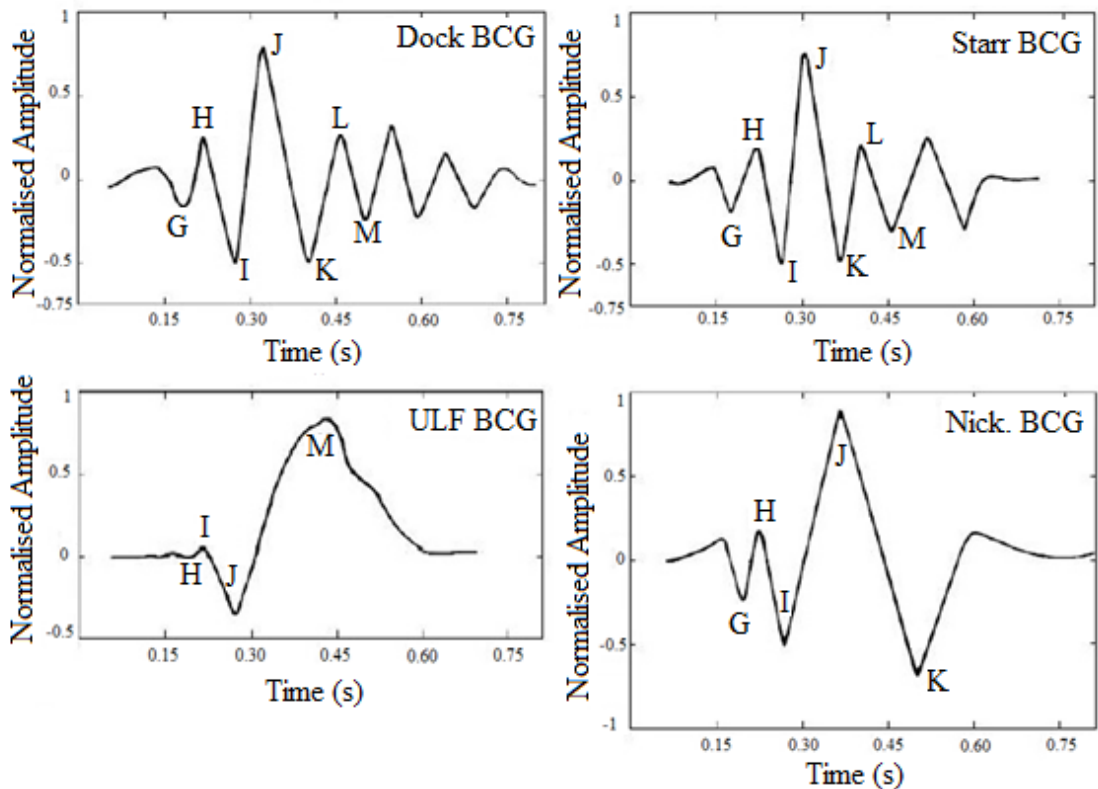 Dock BCG
Normalised Amplitude
1
0.5
0
-0.5
-0.75
G
H
I
J
K
L
M
0.15 0.30 0.45 0.60 0.75
Time (s)
Starr BCG
Normalised Amplitude
1
0.5
0
-0.5
-0.75
G
H
I
J
K
L
M
0.15 0.30 0.45 0.60 0.75
Time (s)
ULF BCG
Normalised Amplitude
1
0.5
0
-0.5
H
I
J
M
0.15 0.30 0.45 0.60 0.75
Time (s)
Nick. BCG
Normalised Amplitude
1
0.5
0
-0.5
-1
G
H
I
J
K
0.15 0.30 0.45 0.60 0.75
Time (s)